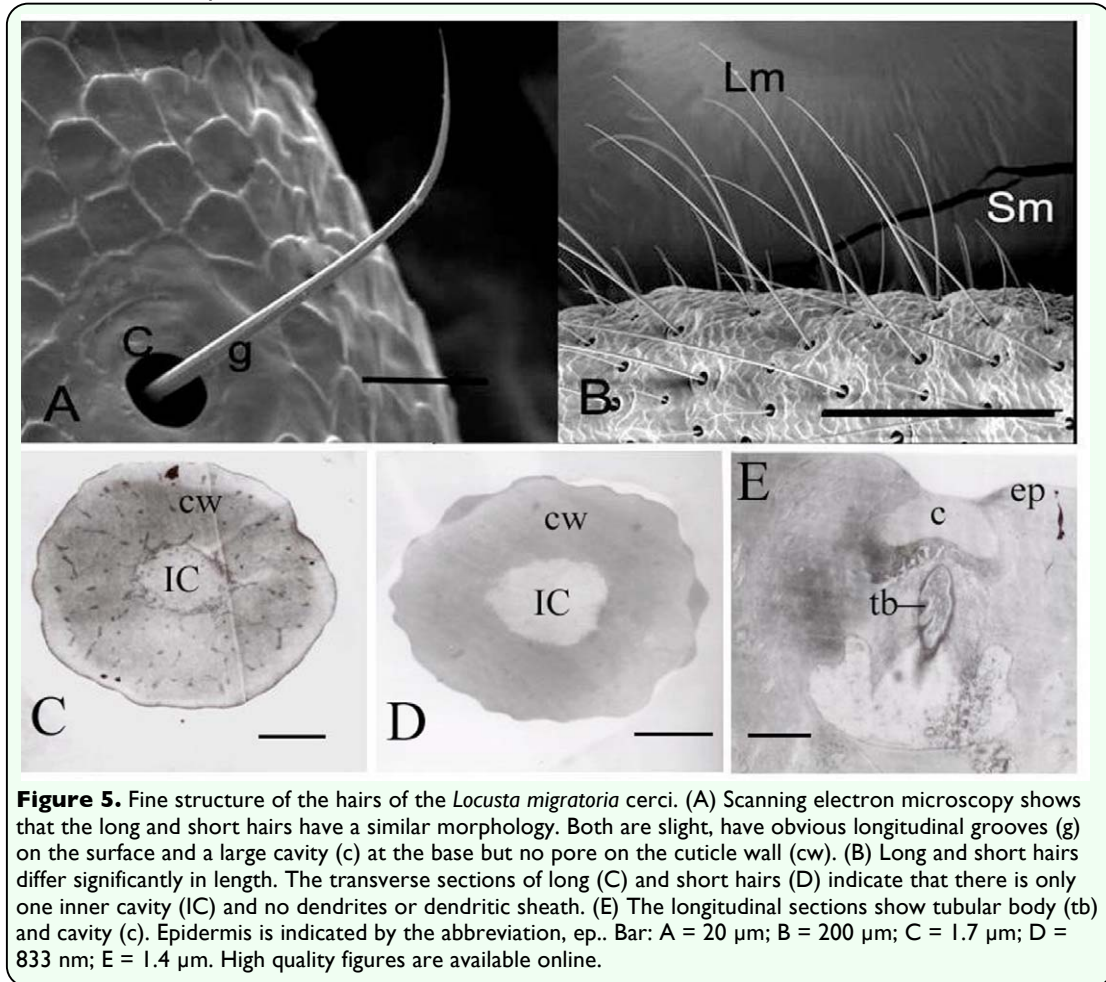 Lm
Sm
C
g
A
B
cw
IC
C
cw
IC
D
E
ep
c
tb
Figure 5. Fine structure of the hairs of the Locusta migratoria cerci. (A) Scanning electron microscopy shows
that the long and short hairs have a similar morphology. Both are slight, have obvious longitudinal grooves (g)
on the surface and a large cavity (c) at the base but no pore on the cuticle wall (cw). (B) Long and short hairs
differ significantly in length. The transverse sections of long (C) and short hairs (D) indicate that there is only
one inner cavity (IC) and no dendrites or dendritic sheath. (E) The longitudinal sections show tubular body (tb)
and cavity (c). Epidermis is indicated by the abbreviation, ep.. Bar: A = 20 μm; B = 200 μm; C = 1.7 μm; D =
833 nm; E = 1.4 μm. High quality figures are available online.